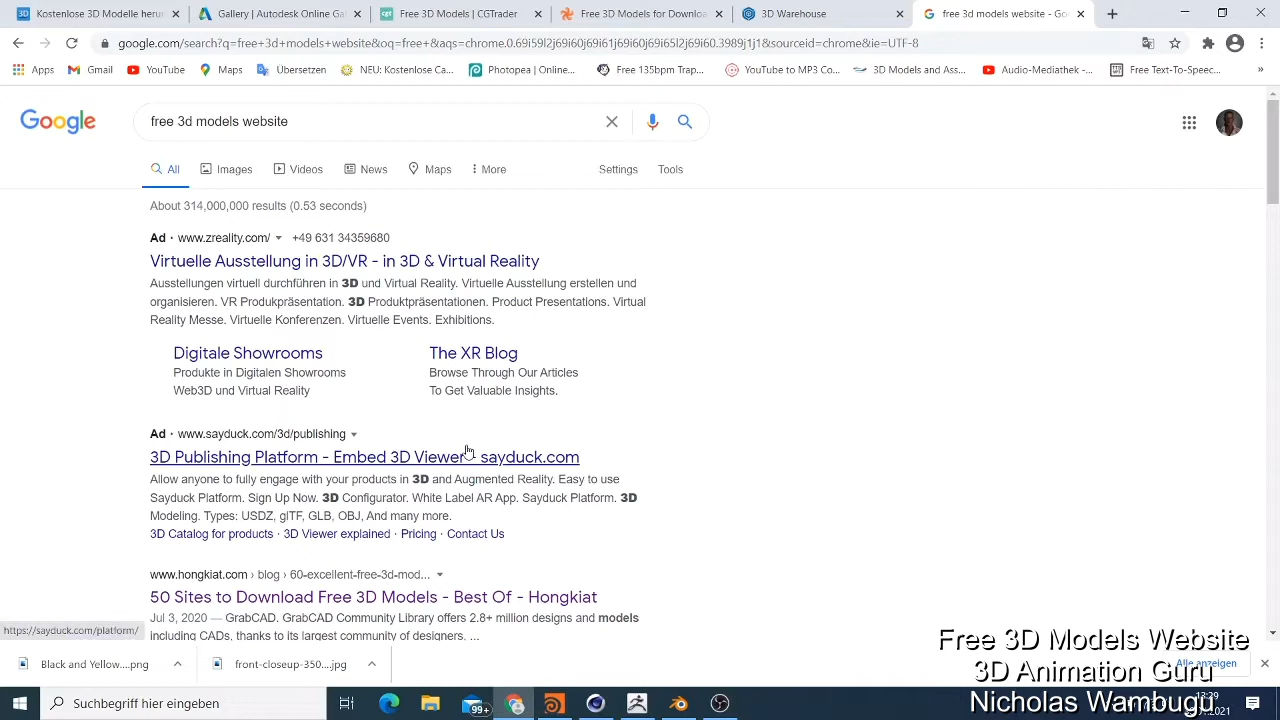 3D Kostenlose 3D Modelle herun
Gallery | Autodesk Online Gal
Free 3D Models | CGTrader
Free 3D Models for Downloa
3D Warehouse
free 3d models website - Goo
google.com/search?q=free+3d+models+website&oq=free+&aqs=chrome.0.69i59l2j69i60j69i61j69i60j69i65l2j69i60.3989j1j1&sourceid=chrome&ie=UTF-8
Apps
Gmail
YouTube
Maps
Übersetzen
NEU: Kostenlose Ca...
Photopea | Online...
Free 135bpm Trap...
YouTube to MP3 Co...
3D Models and Ass...
Audio-Mediathek -...
Free Text-To-Speec...
»
Google
free 3d models website
All
Images
Videos
News
Maps
More
Settings
Tools
About 314,000,000 results (0.53 seconds)
Ad · www.zreality.com/ +49 631 34359680
Virtuelle Ausstellung in 3D/VR - in 3D & Virtual Reality
Ausstellungen virtuell durchführen in 3D und Virtual Reality. Virtuelle Ausstellung erstellen und
organisieren. VR Produkpräsentation. 3D Produktpräsentationen. Product Presentations. Virtual
Reality Messe. Virtuelle Konferenzen. Virtuelle Events. Exhibitions.
Digitale Showrooms
Produkte in Digitalen Showrooms
Web3D und Virtual Reality
The XR Blog
Browse Through Our Articles
To Get Valuable Insights.
Ad · www.sayduck.com/3d/publishing
3D Publishing Platform - Embed 3D Viewer - sayduck.com
Allow anyone to fully engage with your products in 3D and Augmented Reality. Easy to use
Sayduck Platform. Sign Up Now. 3D Configurator. White Label AR App. Sayduck Platform. 3D
Modeling. Types: USDZ, glTF, GLB, OBJ, And many more.
3D Catalog for products · 3D Viewer explained · Pricing · Contact Us
www.hongkiat.com › blog › 60-excellent-free-3d-mod...
50 Sites to Download Free 3D Models - Best Of - Hongkiat
Jul 3, 2020 — GrabCAD. GrabCAD Community Library offers 2.8+ million designs and models
including CADs, thanks to its largest community of designers. ...
https://sayduck.com/platform/
Free 3D Models Website
3D Animation Guru
Nicholas Wambugu
Black and Yellow....png
front-closeup-350....jpg
Alle anzeigen
Suchbegriff hier eingeben
99+